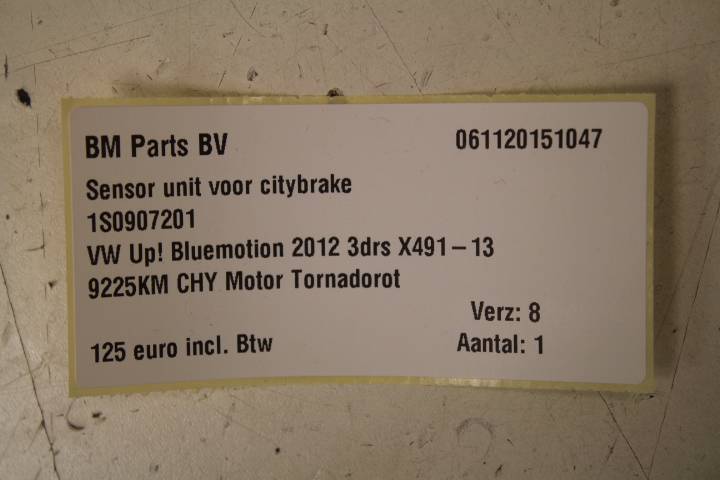 BM Parts BV 061120151047
Sensor unit voor citybrake
1S0907201
VW Up! Bluemotion 2012 3drs X491-13
9225KM CHY Motor Tornadorot
Verz: 8
125 euro incl. Btw Aantal: 1